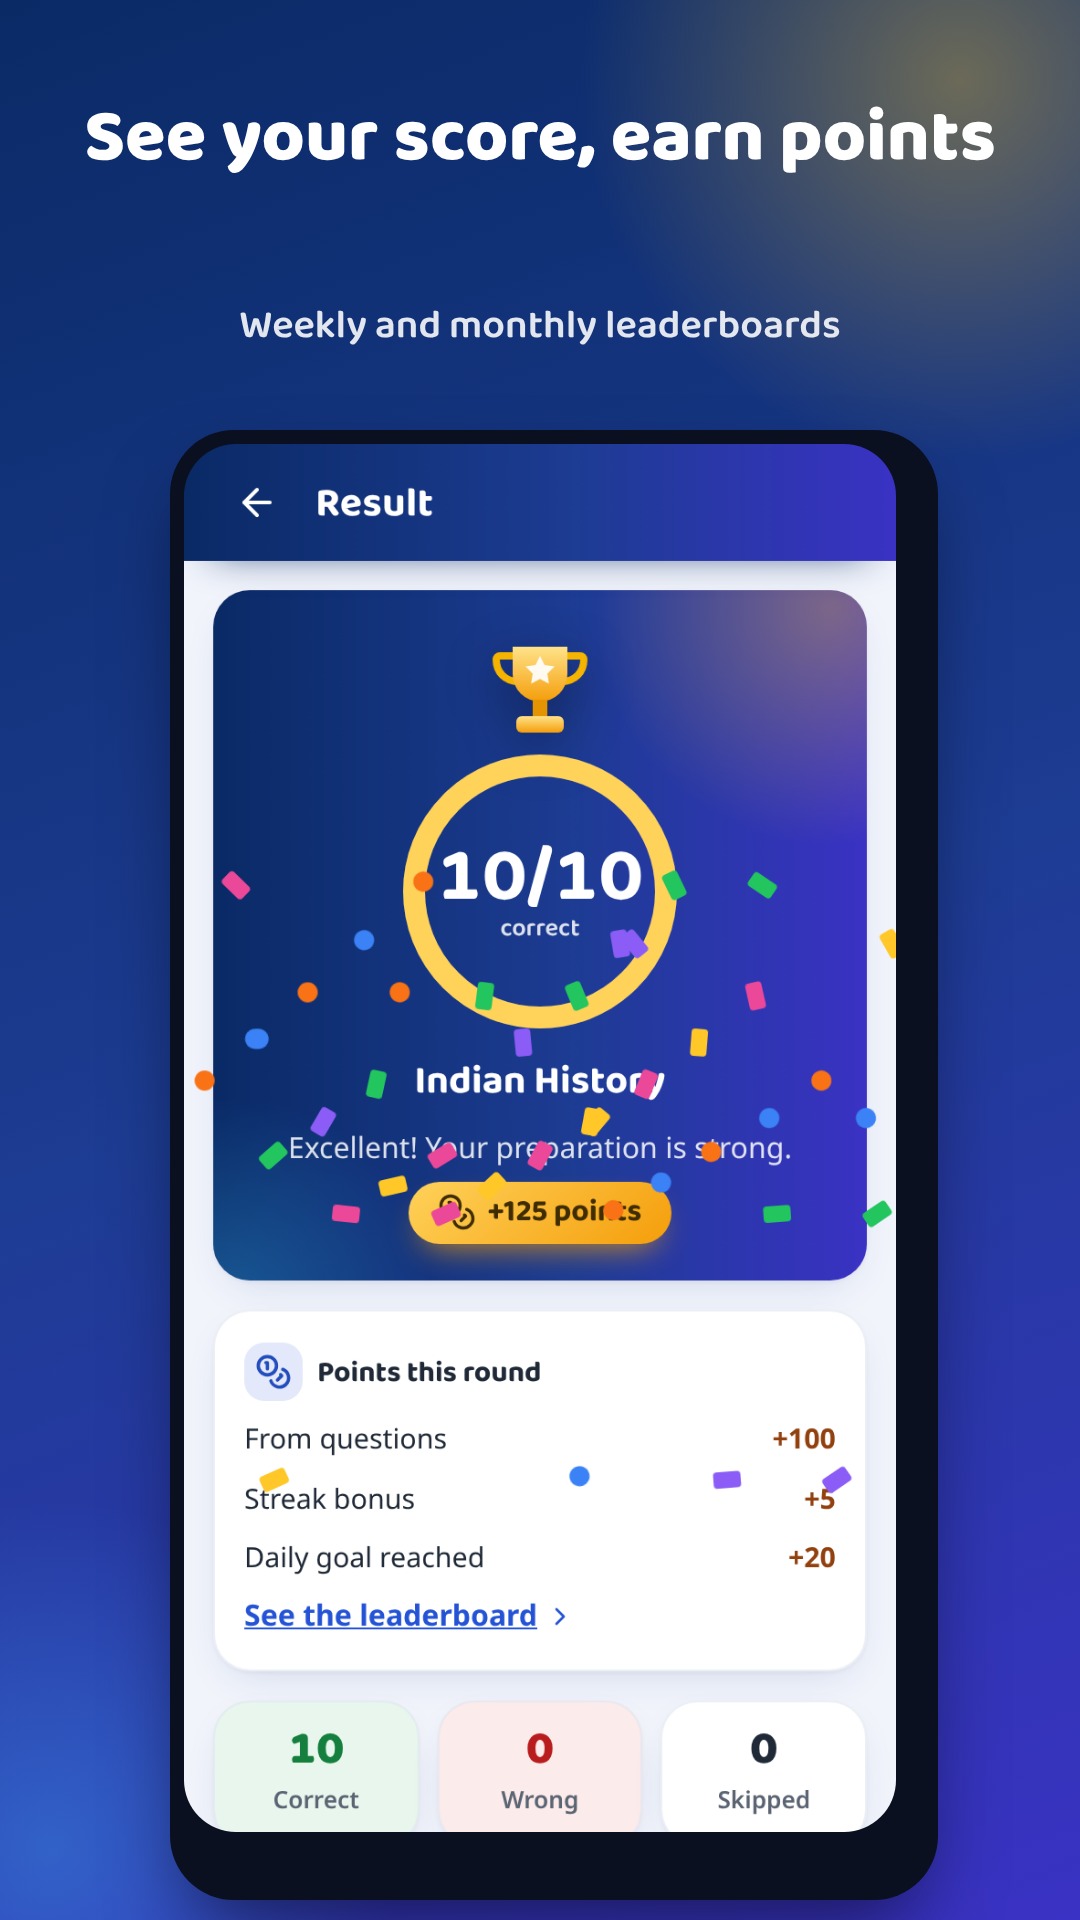 See your score, earn points
Weekly and monthly leaderboards
Result
10/10
correct
Indian History
Excellent! Your preparation is strong.
+125 points
Points this round
From questions +100
Streak bonus +5
Daily goal reached +20
See the leaderboard
10 0 0
Correct Wrong Skipped